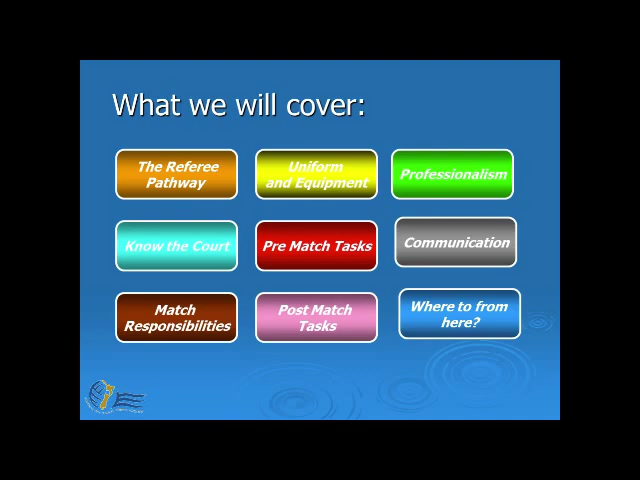 What we will cover:
The Referee
Pathway
Uniform
and Equipment
Professionalism
Know the Court
Pre Match Tasks
Communication
Match
Responsibilities
Post Match
Tasks
Where to from
here?